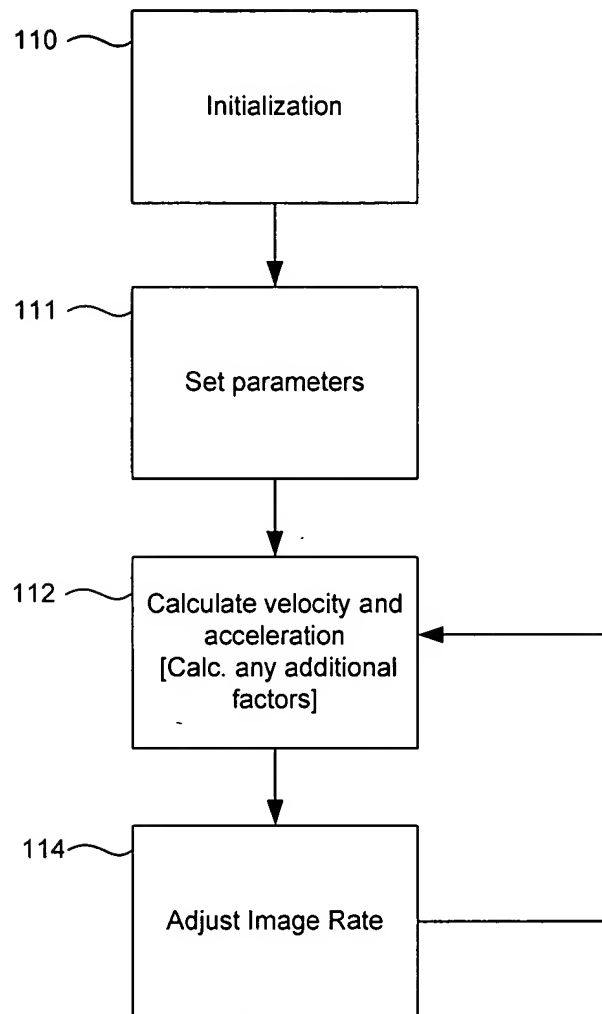 110
Initialization
111
Set parameters
112
Calculate velocity and
acceleration
[Calc. any additional
factors]
114
Adjust Image Rate